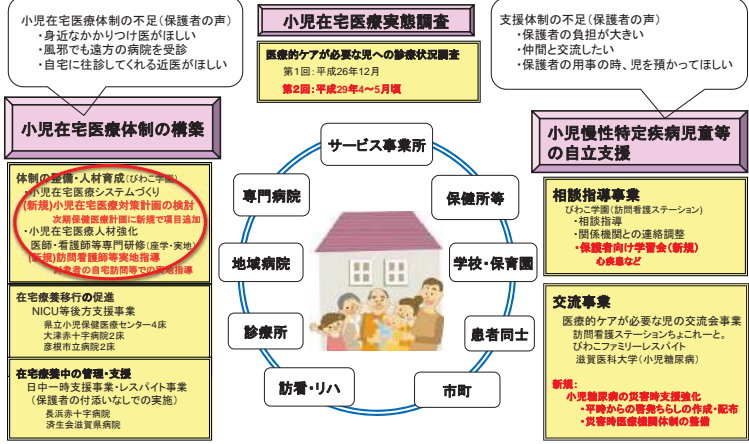 小児在宅医療体制の不足(保護者の声)
・身近なかかりつけ医がほしい
・風邪でも遠方の病院を受診
・自宅に往診してくれる近医がほしい
小児在宅医療実態調査
医療的ケアが必要な児への診療状況調査
第1回：平成26年12月
第2回：平成29年4～5月頃
支援体制の不足(保護者の声)
・保護者の負担が大きい
・仲間と交流したい
・保護者の用事の時、児を預かってほしい
小児在宅医療体制の構築
体制の整備・人材育成(びわこ学園)
・小児在宅医療システムづくり
(新規)小児在宅医療対策計画の検討
次期保健医療計画に新規で項目追加
・小児在宅医療人材強化
医師・看護師等専門研修(座学・実地)
(新規)訪問看護師等実地指導
対象者の自宅訪問等での実地指導
在宅療養移行の促進
NICU等後方支援事業
県立小児保健医療センター4床
大津赤十字病院2床
彦根市立病院2床
在宅療養中の管理・支援
日中一時支援事業・レスパイト事業
(保護者の付添いなしでの実施)
長浜赤十字病院
済生会滋賀県病院
サービス事業所
専門病院
保健所等
地域病院
学校・保育園
診療所
患者同士
訪看・リハ
市町
小児慢性特定疾病児童等
の自立支援
相談指導事業
びわこ学園(訪問看護ステーション)
・相談指導
・関係機関との連絡調整
・保護者向け学習会(新規)
心疾患など
交流事業
医療的ケアが必要な児の交流会事業
訪問看護ステーションちょこれーと。
びわこファミリーレスパイト
滋賀医科大学(小児糖尿病)
新規：
小児糖尿病の災害時支援強化
・平時からの啓発ちらしの作成・配布
・災害時医療機関体制の整備